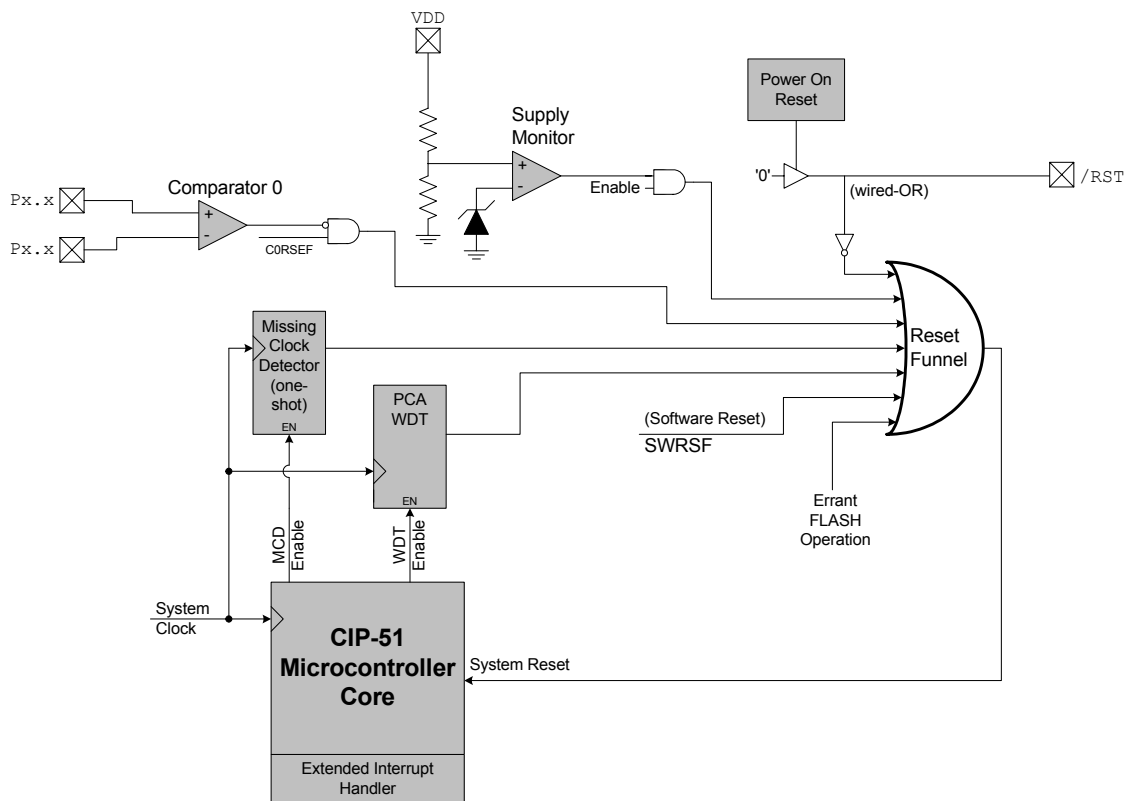 VDD
Power On
Reset
Supply
Monitor
+
-
Enable
'0'
(wired-OR)
/RST
Comparator 0
Px.x
Px.x
+
-
C0RSEF
Missing
Clock
Detector
(one-
shot)
EN
PCA
WDT
EN
Reset
Funnel
(Software Reset)
SWRSF
Errant
FLASH
Operation
MCD
Enable
WDT
Enable
System
Clock
CIP-51
Microcontroller
Core
System Reset
Extended Interrupt
Handler